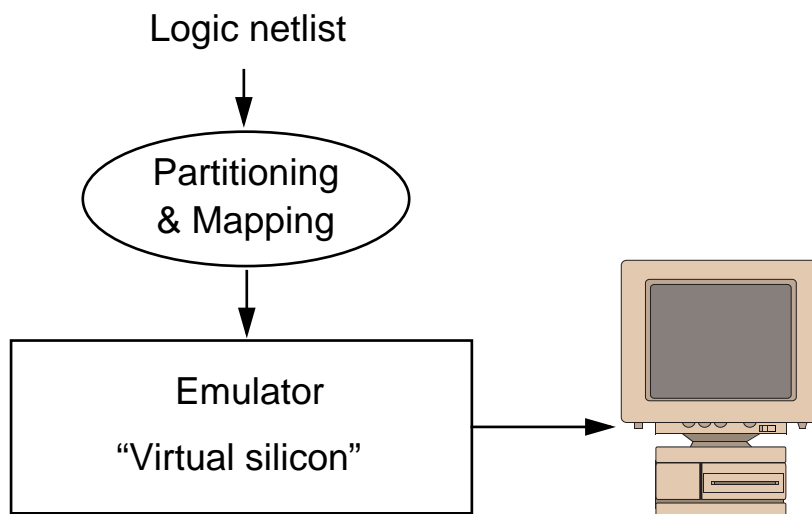 Logic netlist
Partitioning
& Mapping
Emulator
“Virtual silicon”